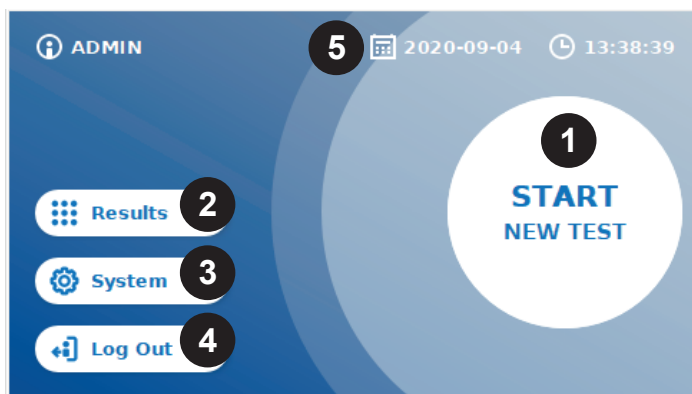 ADMIN 5 2020-09-04 13:38:39
1
START
NEW TEST
Results 2
System 3
Log Out 4